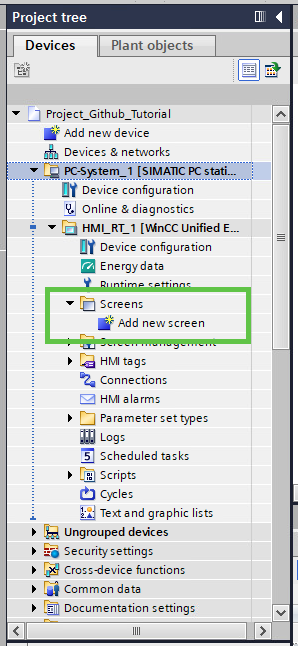 Project tree
Devices
Plant objects
Project_Github_Tutorial
Add new device
Devices & networks
PC-System_1 [SIMATIC PC stati...
Device configuration
Online & diagnostics
HMI_RT_1 [WinCC Unified E...
Device configuration
Energy data
Runtime settings
Screens
Add new screen
Screen management
HMI tags
Connections
HMI alarms
Parameter set types
Logs
Scheduled tasks
Scripts
Cycles
Text and graphic lists
Ungrouped devices
Security settings
Cross-device functions
Common data
Documentation settings